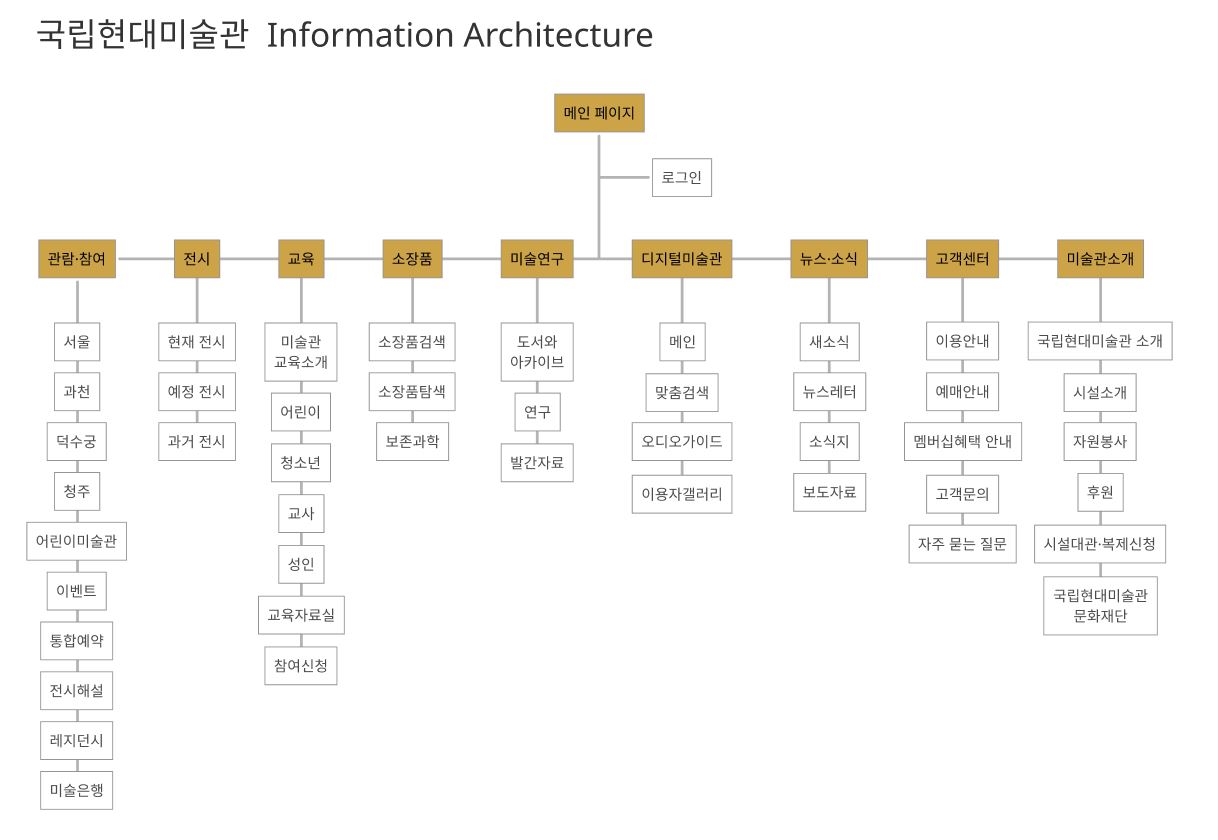 국립현대미술관 Information Architecture
메인 페이지
로그인
관람·참여
전시
교육
소장품
미술연구
디지털미술관
뉴스·소식
고객센터
미술관소개
서울
과천
덕수궁
청주
어린이미술관
이벤트
통합예약
전시해설
레지던시
미술은행
현재 전시
예정 전시
과거 전시
미술관
교육소개
어린이
청소년
교사
성인
교육자료실
참여신청
소장품검색
소장품탐색
보존과학
도서와
아카이브
연구
발간자료
메인
맞춤검색
오디오가이드
이용자갤러리
새소식
뉴스레터
소식지
보도자료
이용안내
예매안내
멤버십혜택 안내
고객문의
자주 묻는 질문
국립현대미술관 소개
시설소개
자원봉사
후원
시설대관·복제신청
국립현대미술관
문화재단